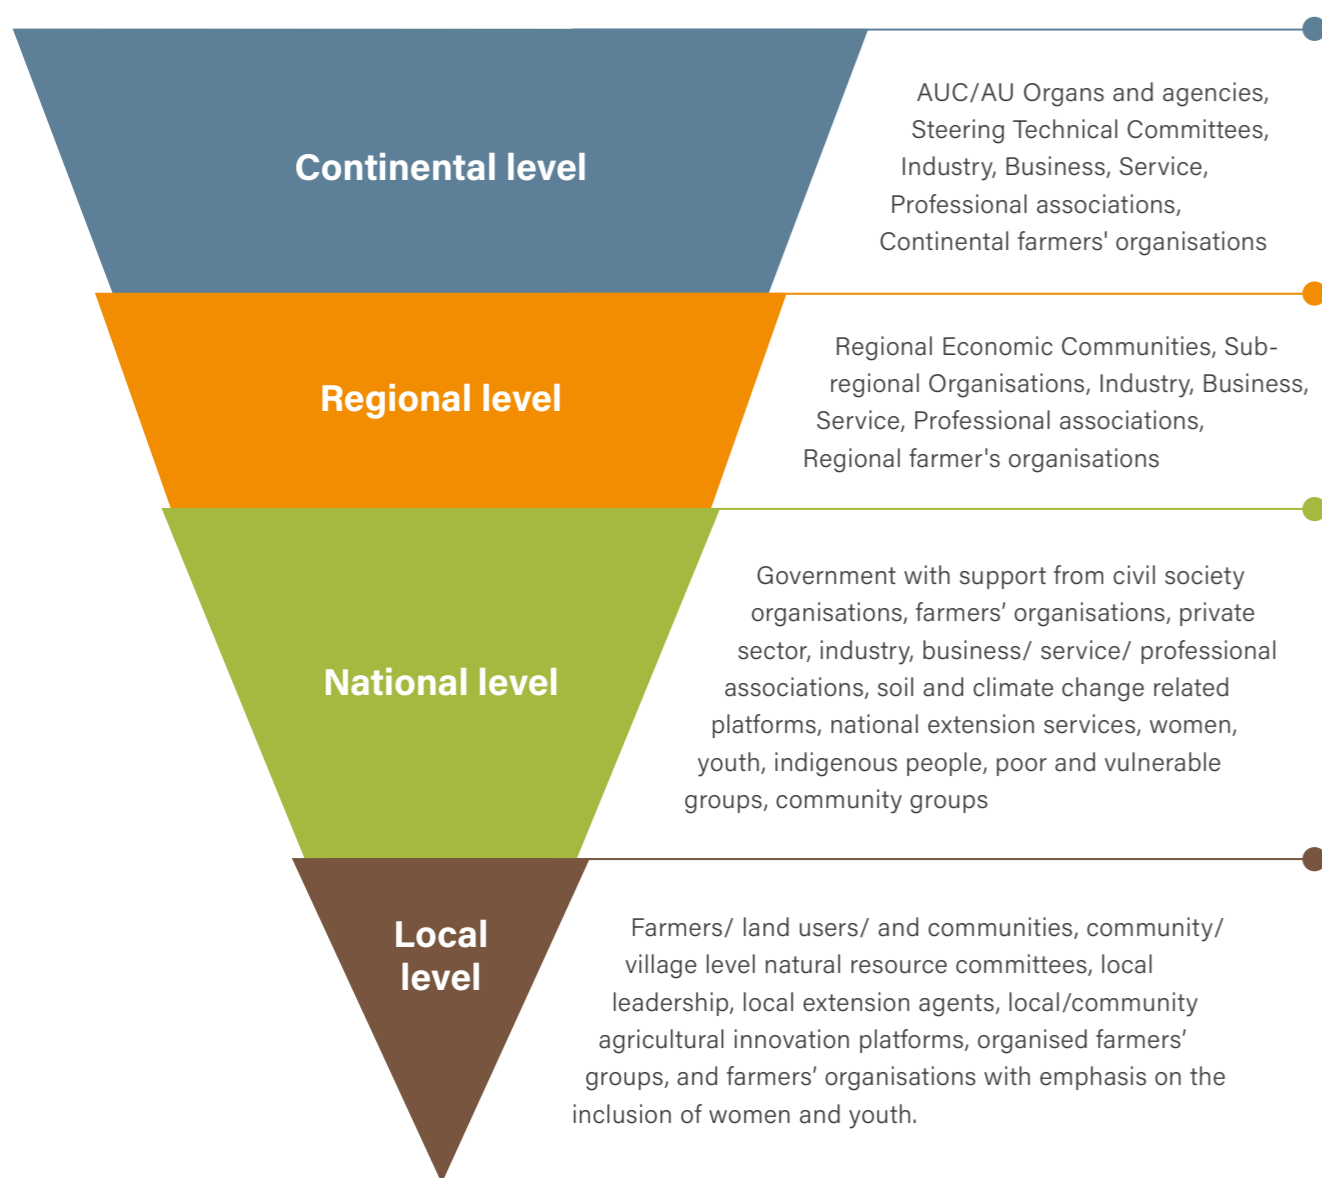 Continental level
AUC/AU Organs and agencies,
Steering Technical Committees,
Industry, Business, Service,
Professional associations,
Continental farmers' organisations
Regional level
Regional Economic Communities, Sub-
regional Organisations, Industry, Business,
Service, Professional associations,
Regional farmer's organisations
National level
Government with support from civil society
organisations, farmers’ organisations, private
sector, industry, business/ service/ professional
associations, soil and climate change related
platforms, national extension services, women,
youth, indigenous people, poor and vulnerable
groups, community groups
Local
level
Farmers/ land users/ and communities, community/
village level natural resource committees, local
leadership, local extension agents, local/community
agricultural innovation platforms, organised farmers’
groups, and farmers’ organisations with emphasis on the
inclusion of women and youth.